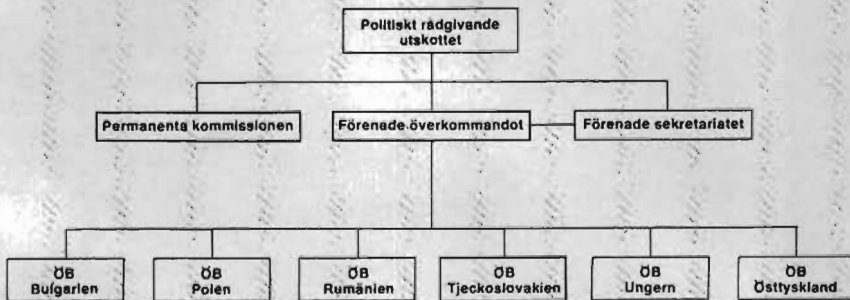 Politiskt rådgivande
utskottet
Permanenta kommissionen
Förenade överkommandot
Förenade sekretariatet
ÖB
Bulgarien
ÖB
Polen
ÖB
Rumänien
ÖB
Tjeckoslovakien
ÖB
Ungern
ÖB
Östtyskland